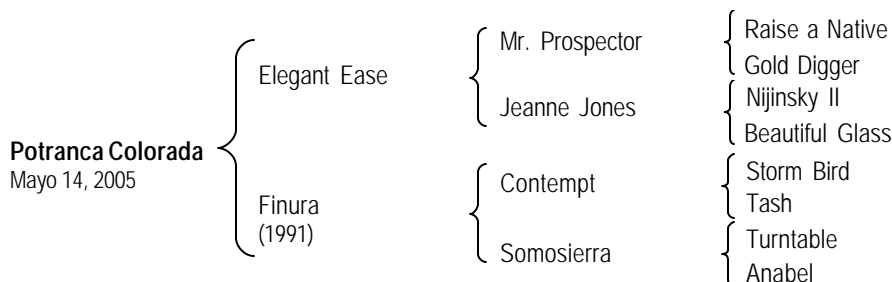 Potranca Colorada
Mayo 14, 2005
Elegant Ease
Finura
(1991)
Mr. Prospector
Jeanne Jones
Contempt
Somosierra
Raise a Native
Gold Digger
Nijinsky II
Beautiful Glass
Storm Bird
Tash
Turntable
Anabel